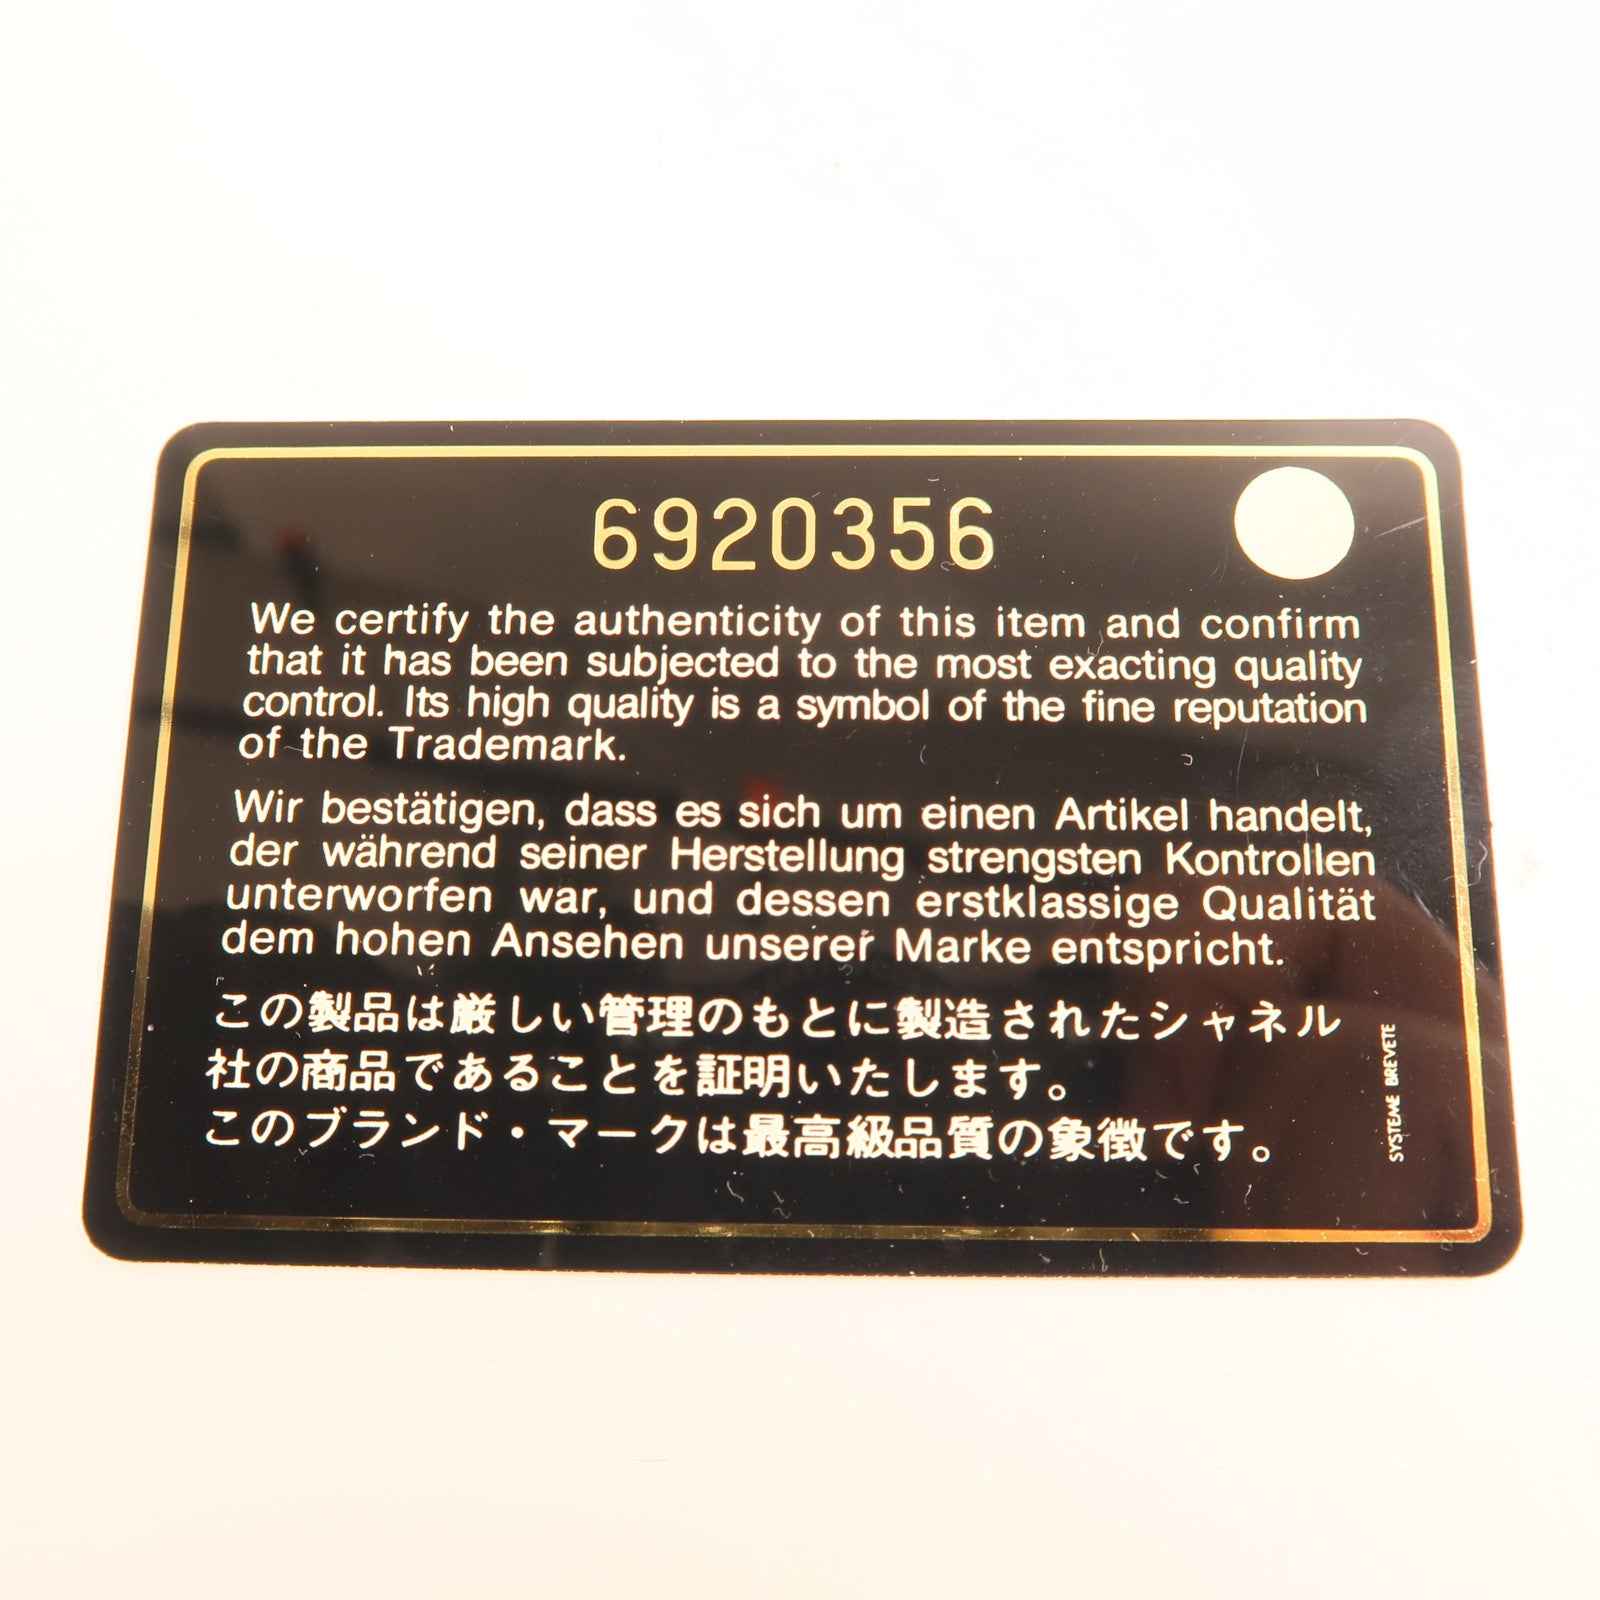 6920356
We certify the authenticity of this item and confirm
that it has been subjected to the most exacting quality
control. Its high quality is a symbol of the fine reputation
of the Trademark.
Wir bestätigen, dass es sich um einen Artikel handelt,
der während seiner Herstellung strengsten Kontrollen
unterworfen war, und dessen erstklassige Qualität
dem hohen Ansehen unserer Marke entspricht.
この製品は厳しい管理のもとに製造されたシャネル
社の商品であることを証明いたします。
このブランド・マークは最高級品質の象徴です。
SYSTEME BREVETE